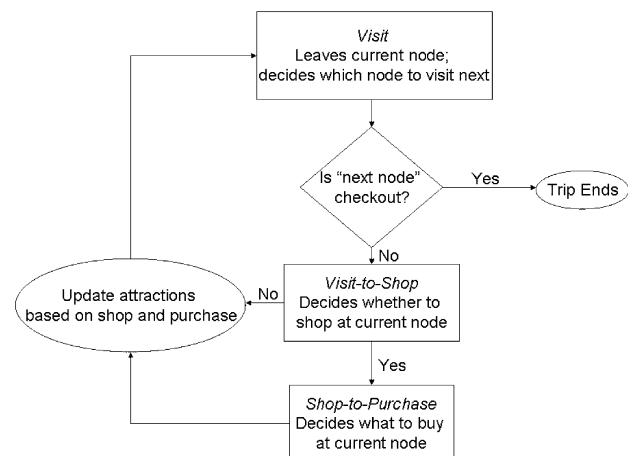 Visit
Leaves current node;
decides which node to visit next
Is “next node”
checkout?
Yes
Trip Ends
No
Visit-to-Shop
Decides whether to
shop at current node
No
Update attractions
based on shop and purchase
Yes
Shop-to-Purchase
Decides what to buy
at current node